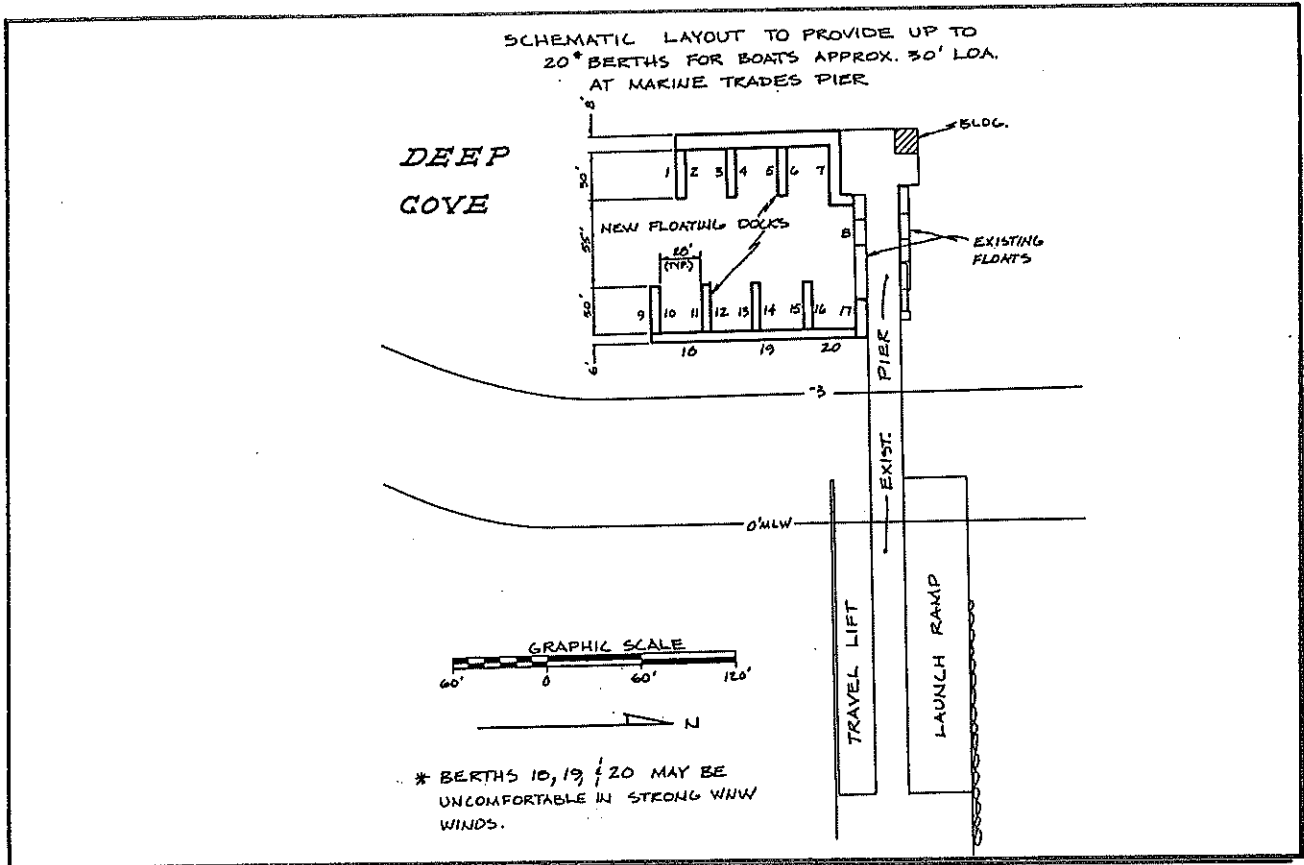 SCHEMATIC LAYOUT TO PROVIDE UP TO
20* BERTHS FOR BOATS APPROX. 30' LOA.
AT MARINE TRADES PIER
8'
BLDG.
DEEP
COVE
30'
1 2 3 4 5 6 7
NEW FLOATING DOCKS
55'
8
EXISTING
FLOATS
20'
(TYP.)
30'
9 10 11 12 13 14 15 16 17
18 19 20
6'
-3
EXIST. PIER
0'MLW
TRAVEL LIFT
LAUNCH RAMP
GRAPHIC SCALE
60' 0 60' 120'
N
* BERTHS 18, 19, & 20 MAY BE
UNCOMFORTABLE IN STRONG WNW
WINDS.